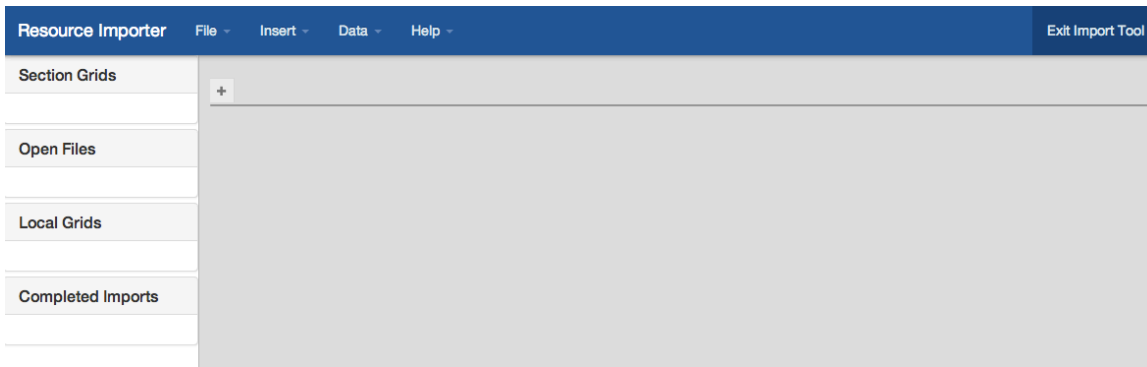 Resource Importer File Insert Data Help Exit Import Tool
Section Grids
+
Open Files
Local Grids
Completed Imports